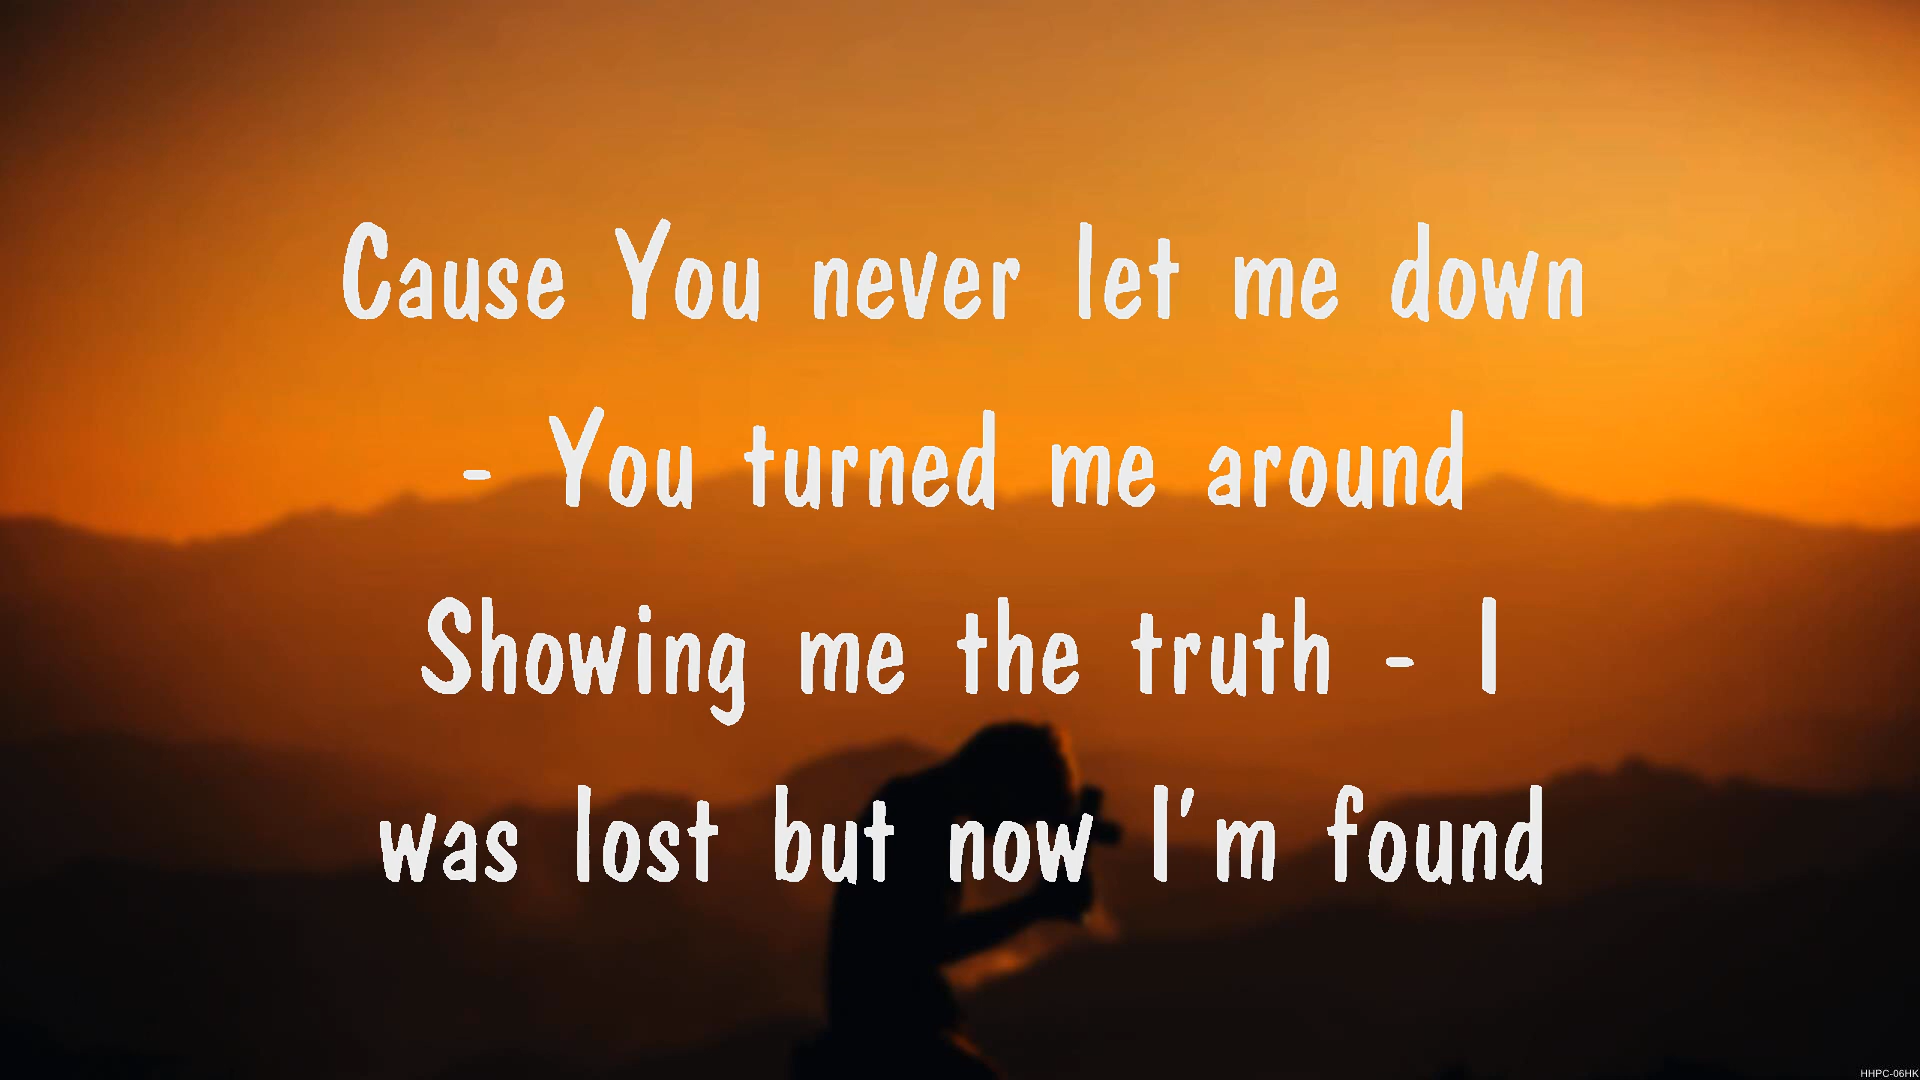 Cause You never let me down
- You turned me around
Showing me the truth - I
was lost but now I'm found
HHPC-06HK